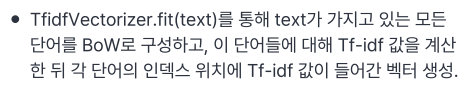 • TfidfVectorizer.fit(text)를 통해 text가 가지고 있는 모든
단어를 BoW로 구성하고, 이 단어들에 대해 Tf-idf 값을 계산
한 뒤 각 단어의 인덱스 위치에 Tf-idf 값이 들어간 벡터 생성.